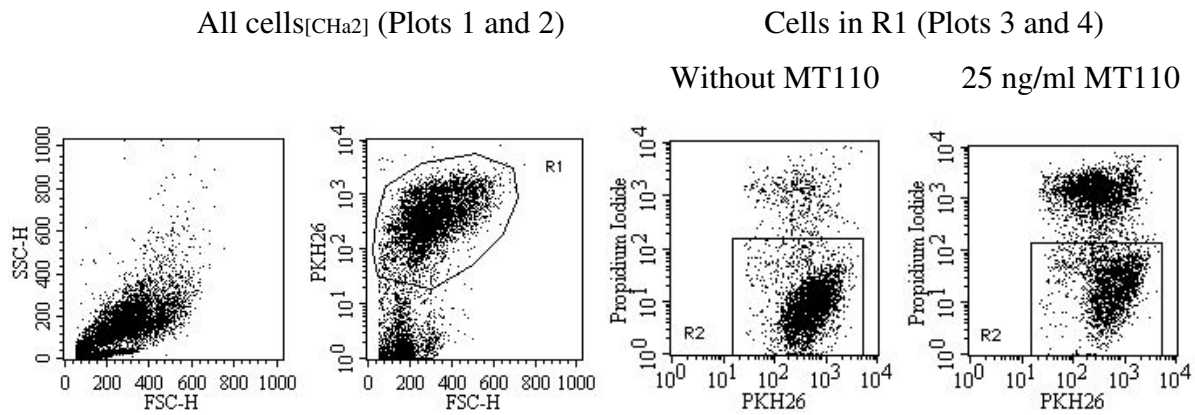 All cells[CHa2] (Plots 1 and 2)
Cells in R1 (Plots 3 and 4)
Without MT110
25 ng/ml MT110
SSC-H
1000
800
600
400
200
0
0 200 400 600 800 1000
FSC-H
PKH26
10^4
10^3
10^2
10^1
10^0
R1
0 200 400 600 800 1000
FSC-H
Propidium Iodide
10^4
10^3
10^2
10^1
10^0
R2
10^0 10^1 10^2 10^3 10^4
PKH26
Propidium Iodide
10^4
10^3
10^2
10^1
10^0
R2
10^0 10^1 10^2 10^3 10^4
PKH26